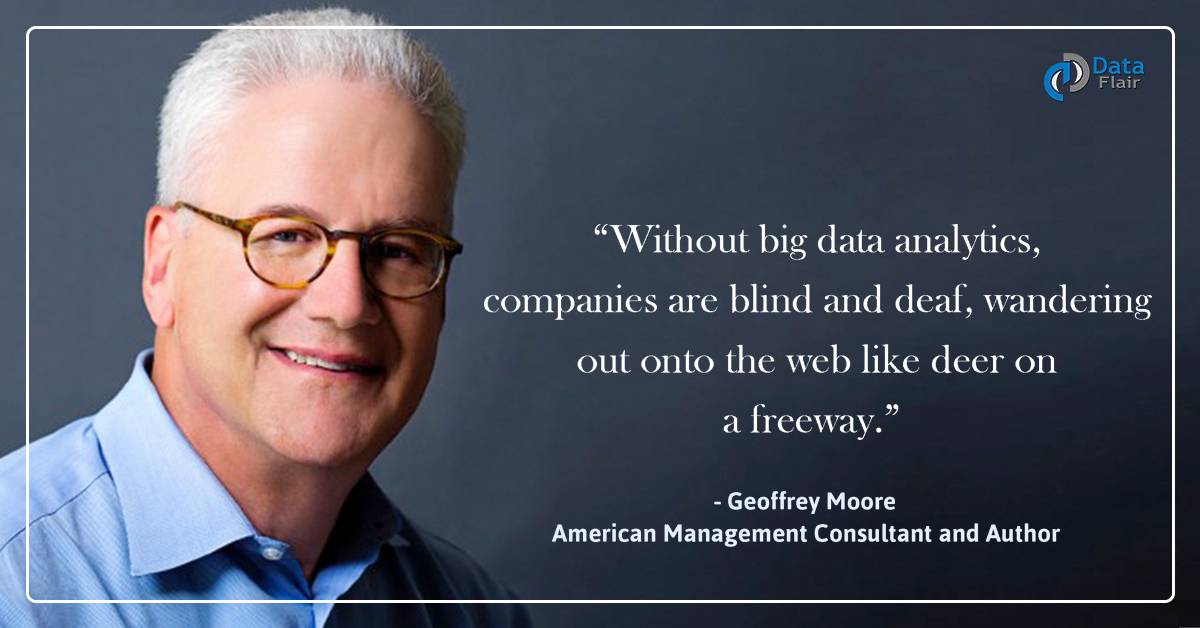 Data
Flair
“Without big data analytics,
companies are blind and deaf, wandering
out onto the web like deer on
a freeway.”
- Geoffrey Moore
American Management Consultant and Author